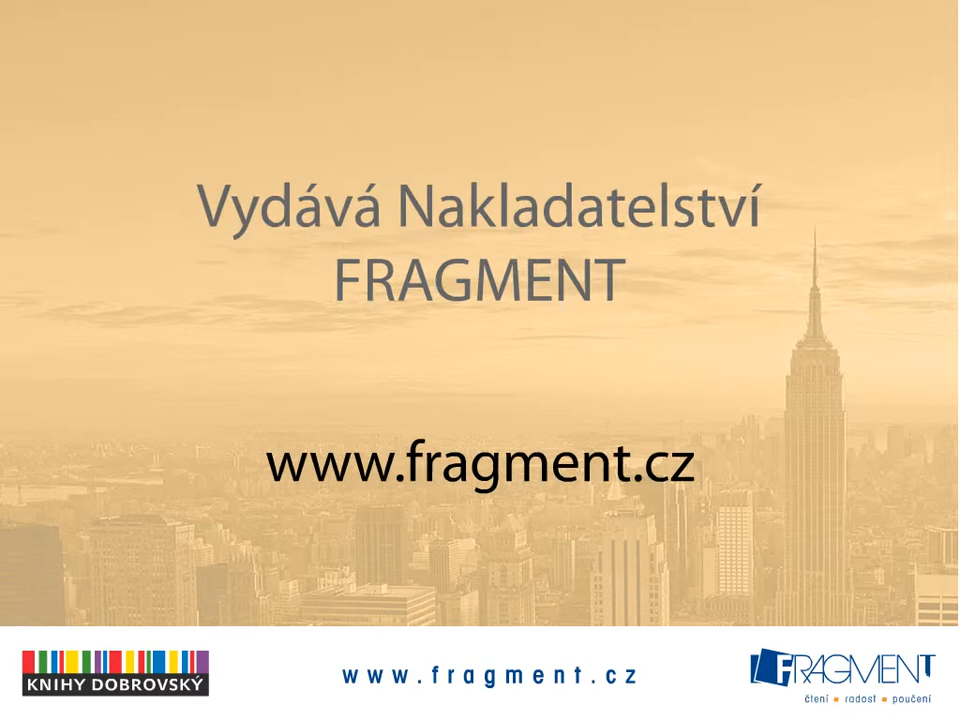 Vydává Nakladatelství
FRAGMENT
www.fragment.cz
KNIHY DOBROVSKÝ
www.fragment.cz
FRAGMENT
čtení ▪ radost ▪ poučení